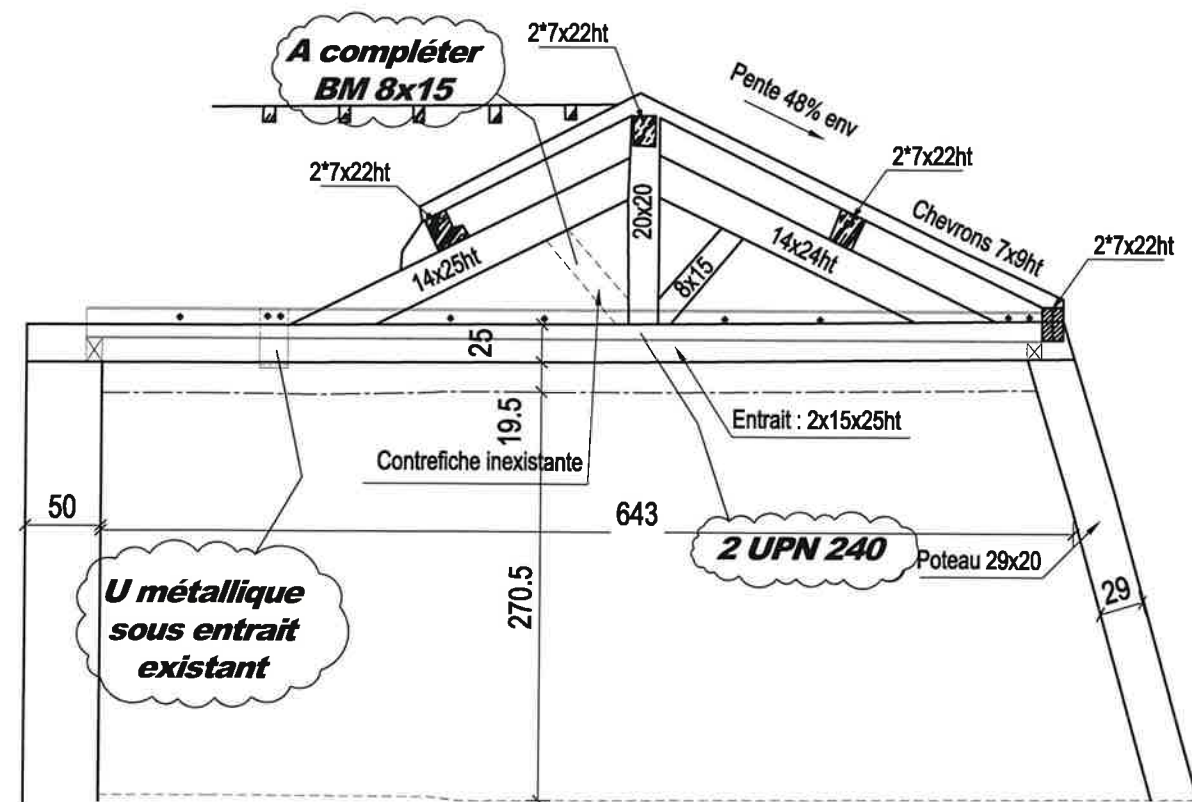 A compléter
BM 8x15
2*7x22ht
Pente 48% env
2*7x22ht
2*7x22ht
Chevrons 7x9ht
2*7x22ht
20x20
14x25ht
14x24ht
8x15
25
19.5
Entrait : 2x15x25ht
Contrefiche inexistante
50
643
2 UPN 240
Poteau 29x20
29
270.5
U métallique
sous entrait
existant